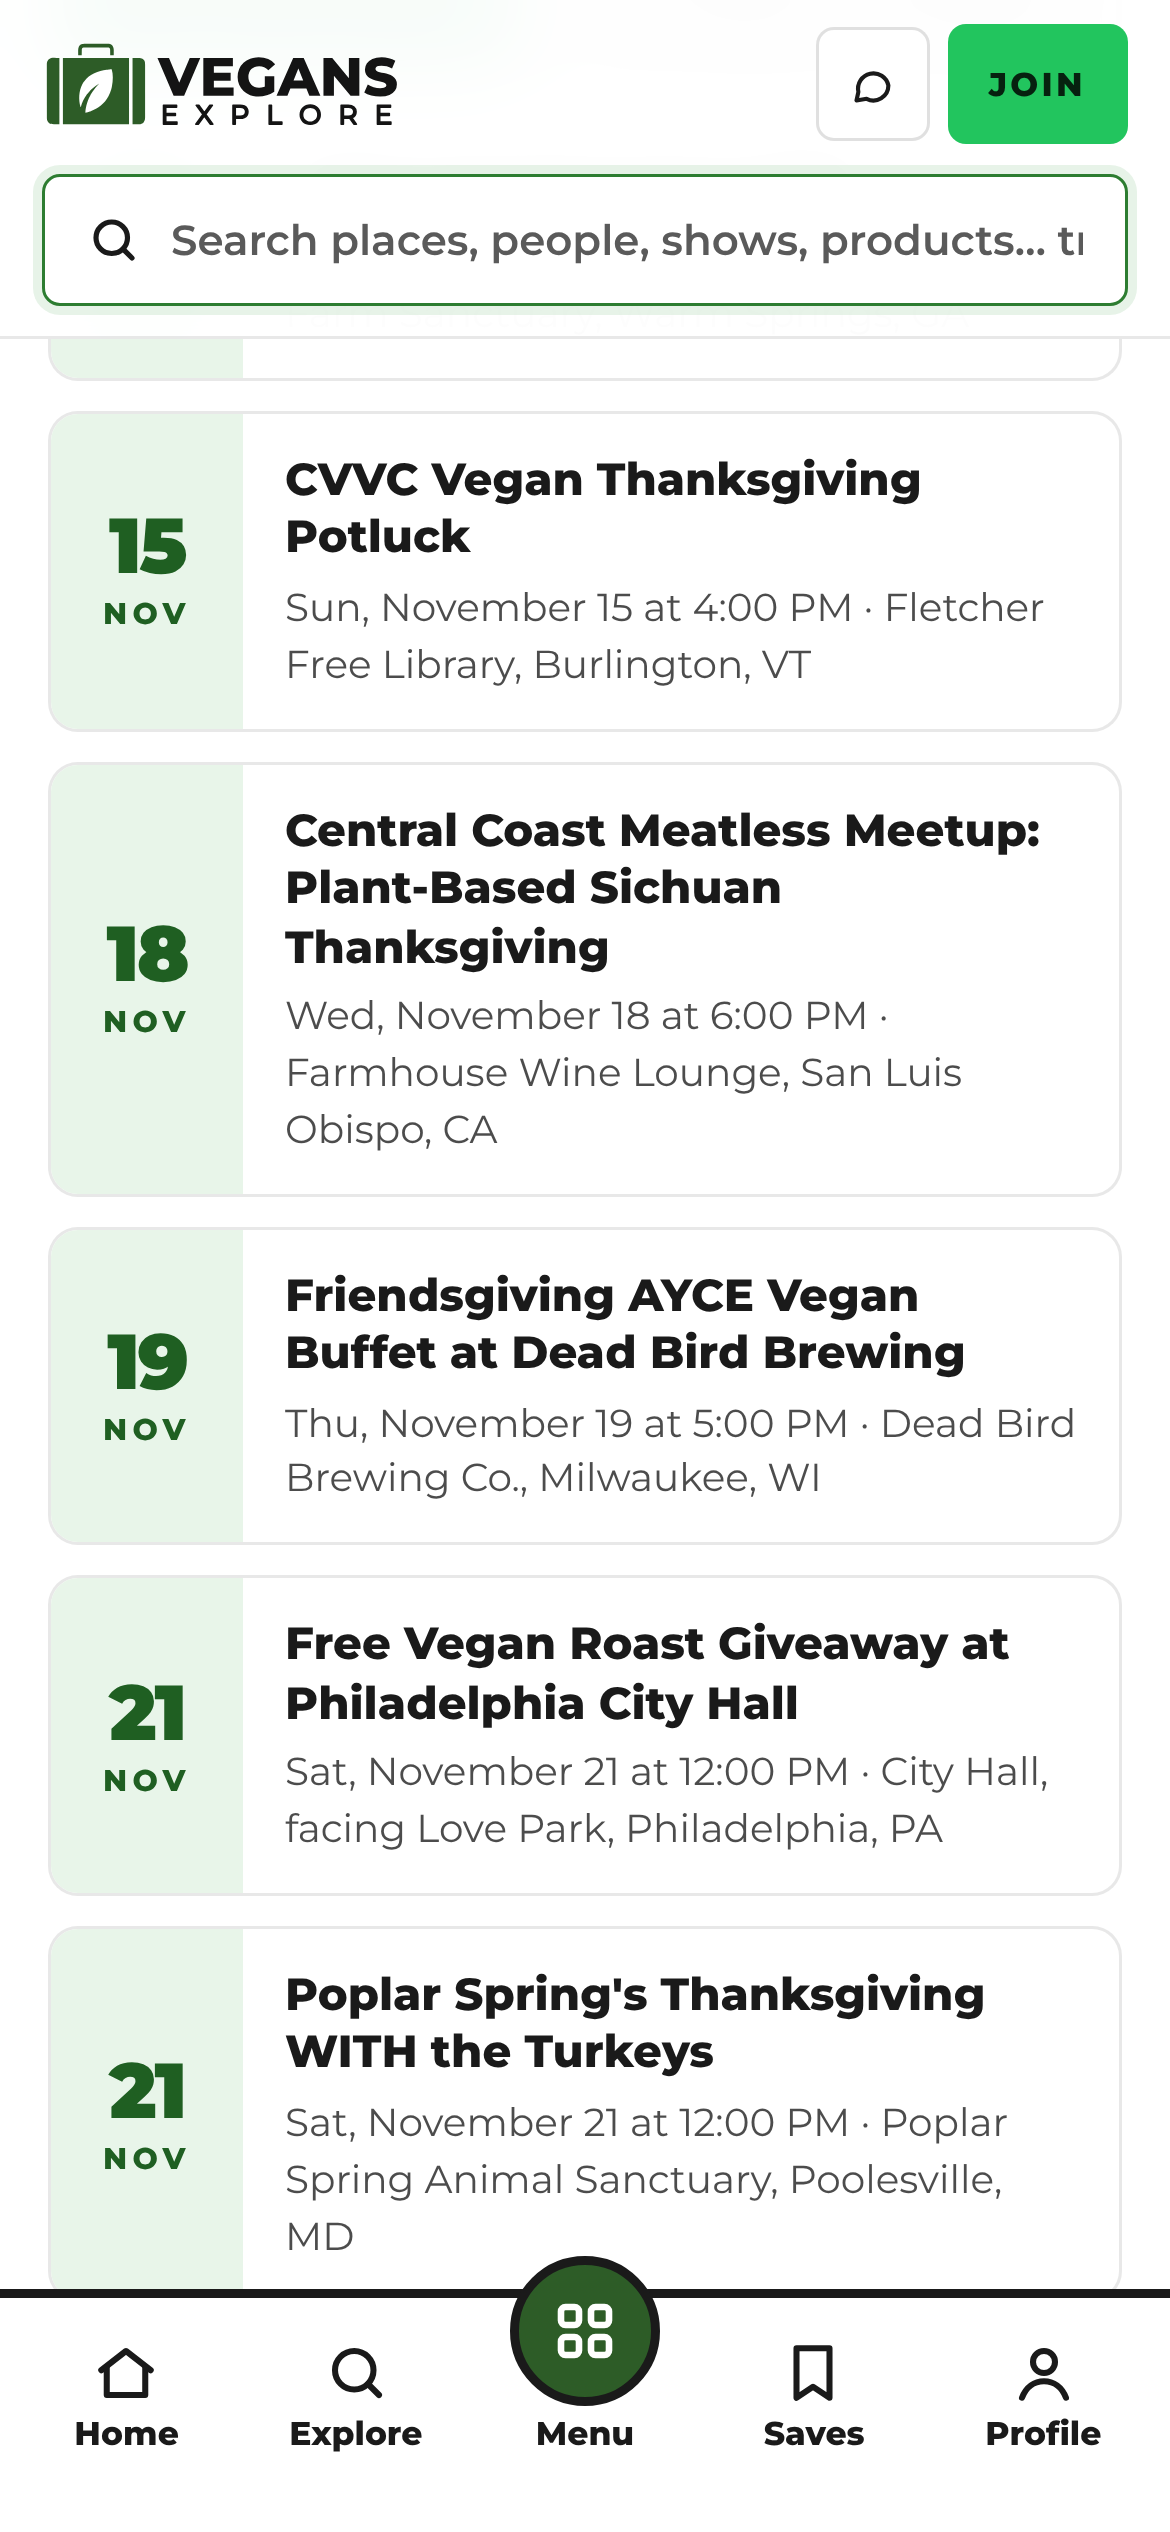 VEGANS
EXPLORE
JOIN
Search places, people, shows, products... tr
15
NOV
CVVC Vegan Thanksgiving
Potluck
Sun, November 15 at 4:00 PM · Fletcher
Free Library, Burlington, VT
18
NOV
Central Coast Meatless Meetup:
Plant-Based Sichuan
Thanksgiving
Wed, November 18 at 6:00 PM ·
Farmhouse Wine Lounge, San Luis
Obispo, CA
19
NOV
Friendsgiving AYCE Vegan
Buffet at Dead Bird Brewing
Thu, November 19 at 5:00 PM · Dead Bird
Brewing Co., Milwaukee, WI
21
NOV
Free Vegan Roast Giveaway at
Philadelphia City Hall
Sat, November 21 at 12:00 PM · City Hall,
facing Love Park, Philadelphia, PA
21
NOV
Poplar Spring's Thanksgiving
WITH the Turkeys
Sat, November 21 at 12:00 PM · Poplar
Spring Animal Sanctuary, Poolesville,
MD
Home
Explore
Menu
Saves
Profile